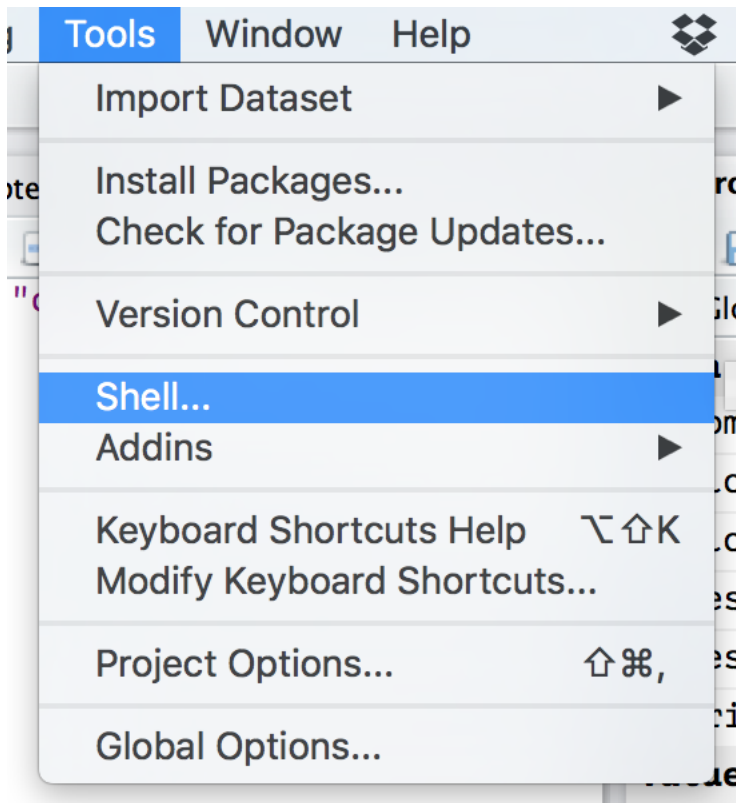 Tools Window Help
Import Dataset
Install Packages...
Check for Package Updates...
Version Control
Shell...
Addins
Keyboard Shortcuts Help ⌥⇧K
Modify Keyboard Shortcuts...
Project Options... ⇧⌘,
Global Options...